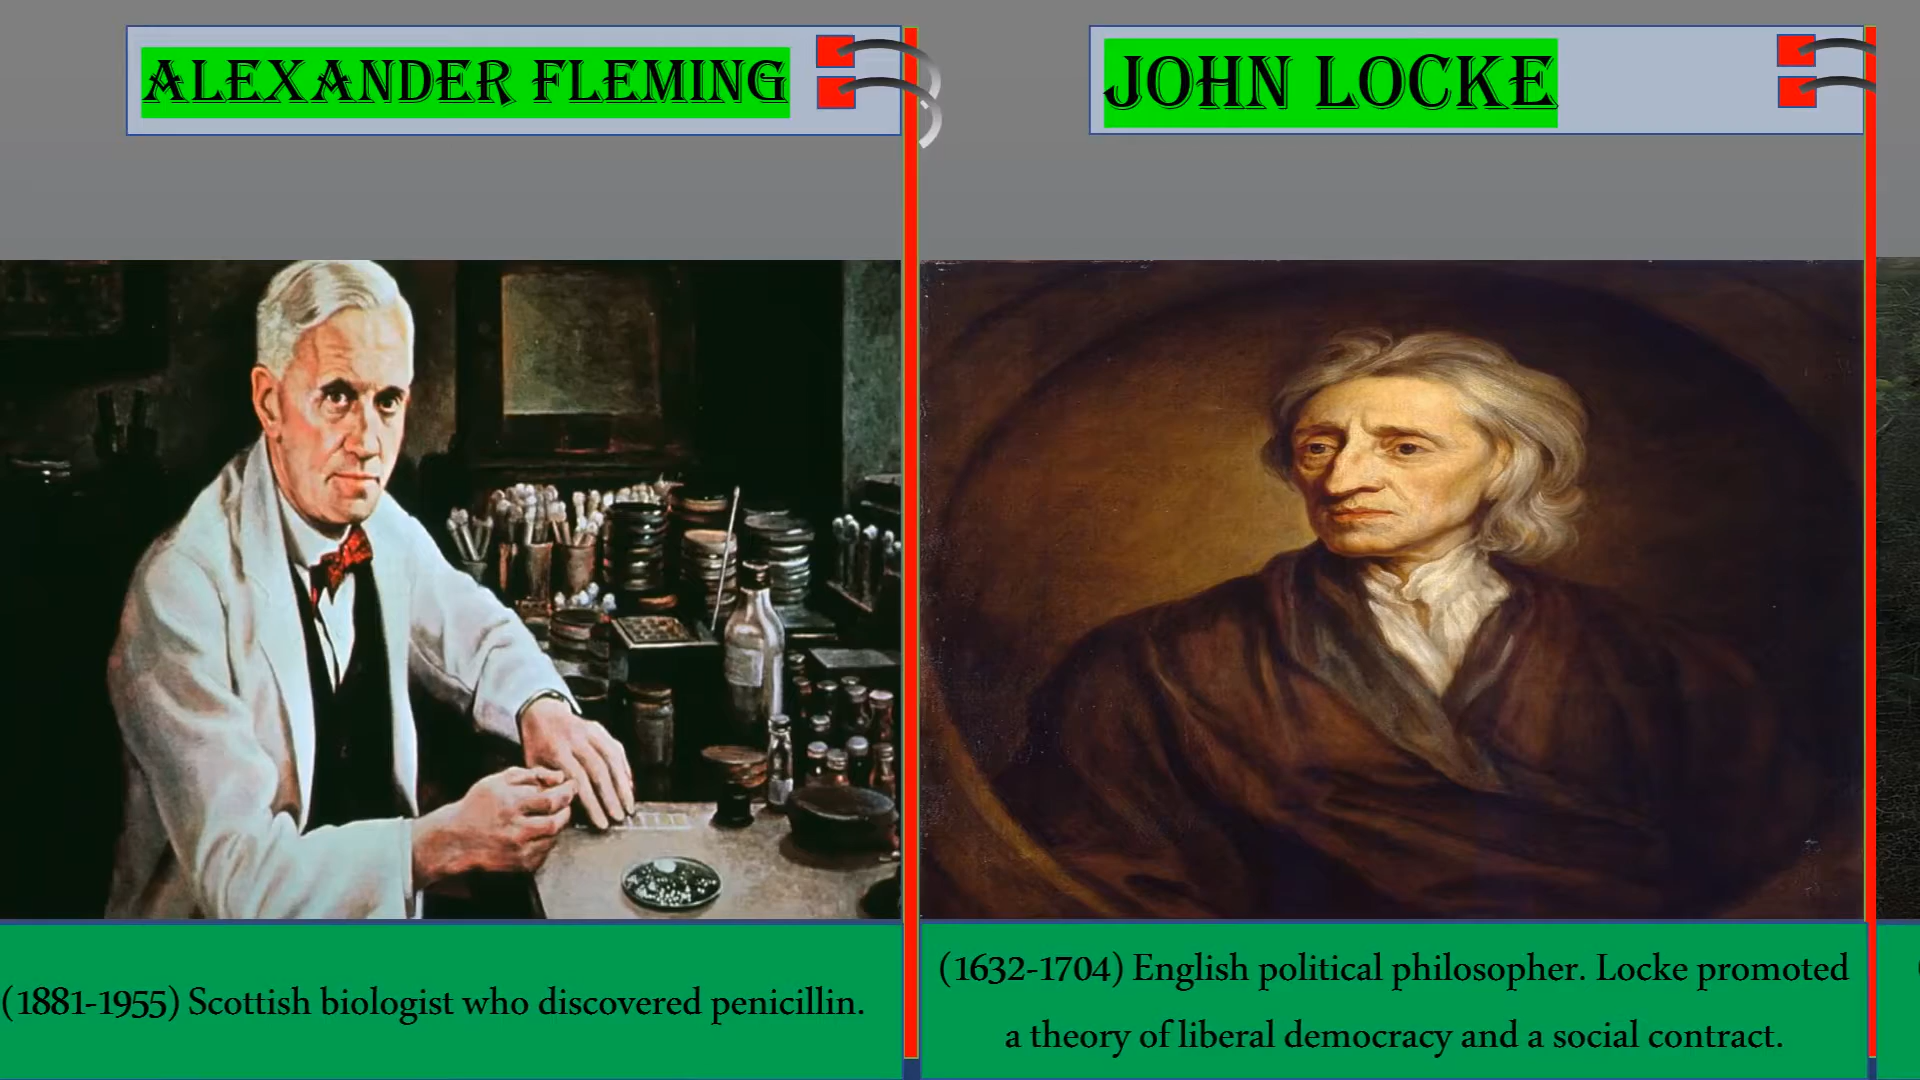 ALEXANDER FLEMING
(1881-1955) Scottish biologist who discovered penicillin.
JOHN LOCKE
(1632-1704) English political philosopher. Locke promoted
a theory of liberal democracy and a social contract.